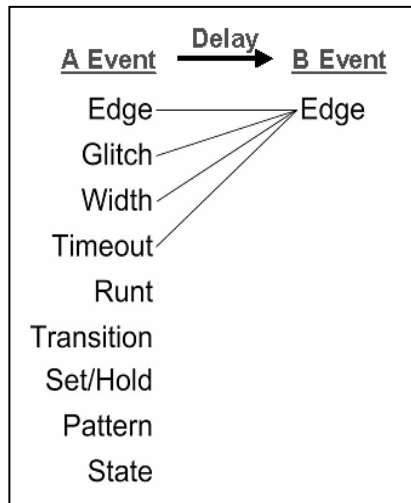 Delay
A Event B Event
Edge Edge
Glitch
Width
Timeout
Runt
Transition
Set/Hold
Pattern
State